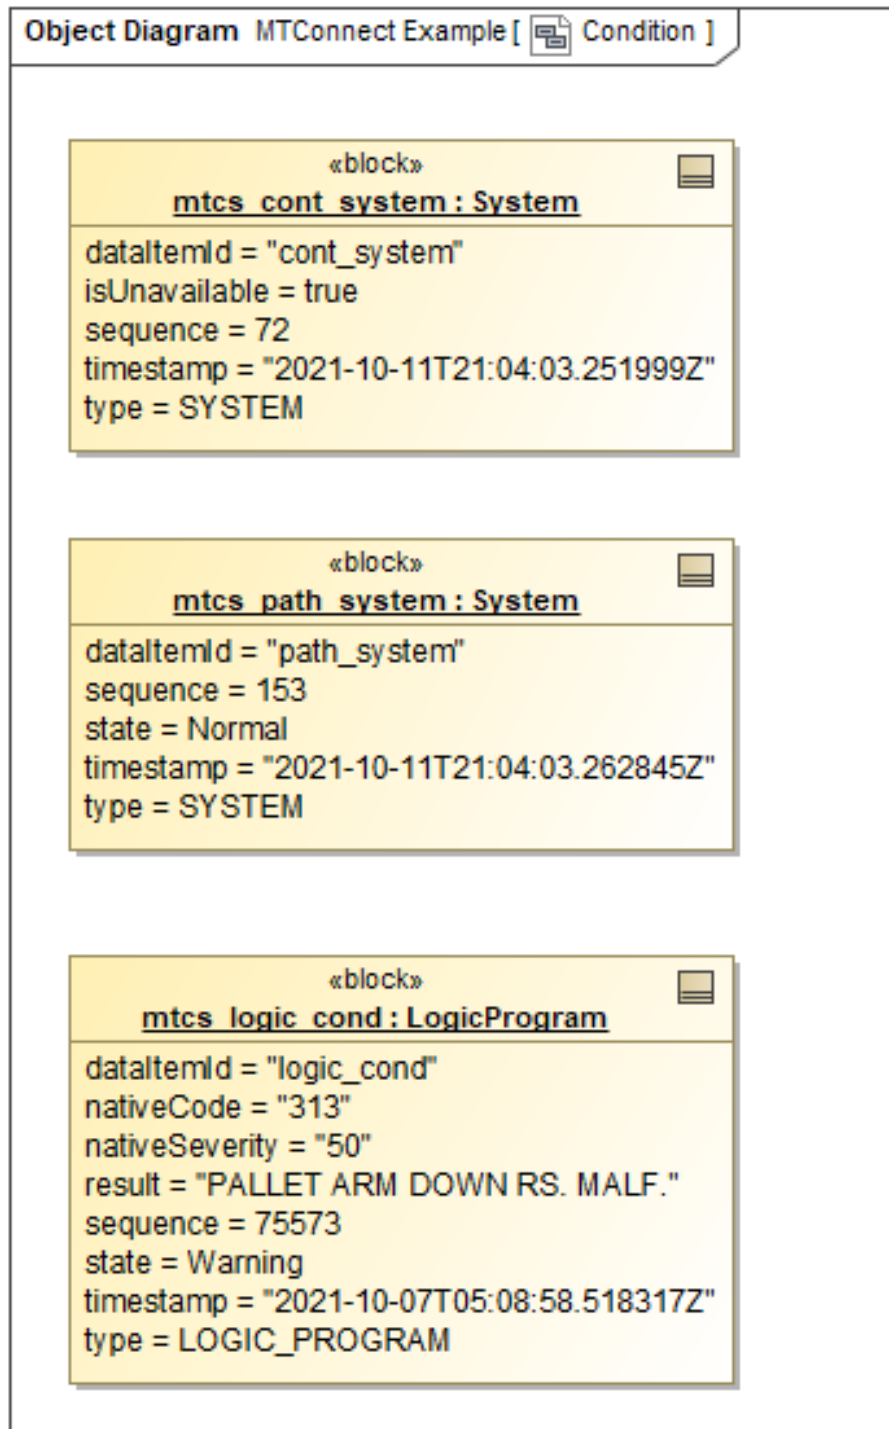 Object Diagram MTConnect Example [ Condition ]
«block»
mtcs_cont_system : System
dataItemId = "cont_system"
isUnavailable = true
sequence = 72
timestamp = "2021-10-11T21:04:03.251999Z"
type = SYSTEM
«block»
mtcs_path_system : System
dataItemId = "path_system"
sequence = 153
state = Normal
timestamp = "2021-10-11T21:04:03.262845Z"
type = SYSTEM
«block»
mtcs_logic_cond : LogicProgram
dataItemId = "logic_cond"
nativeCode = "313"
nativeSeverity = "50"
result = "PALLET ARM DOWN RS. MALF."
sequence = 75573
state = Warning
timestamp = "2021-10-07T05:08:58.518317Z"
type = LOGIC_PROGRAM